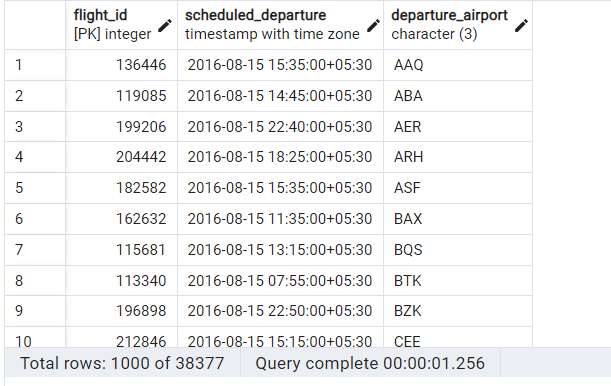 flight_id scheduled_departure departure_airport
[PK] integer timestamp with time zone character (3)
1 136446 2016-08-15 15:35:00+05:30 AAQ
2 119085 2016-08-15 14:45:00+05:30 ABA
3 199206 2016-08-15 22:40:00+05:30 AER
4 204442 2016-08-15 18:25:00+05:30 ARH
5 182582 2016-08-15 15:35:00+05:30 ASF
6 162632 2016-08-15 11:35:00+05:30 BAX
7 115681 2016-08-15 13:15:00+05:30 BQS
8 113340 2016-08-15 07:55:00+05:30 BTK
9 196898 2016-08-15 22:50:00+05:30 BZK
10 212846 2016-08-15 15:15:00+05:30 CEE
Total rows: 1000 of 38377 Query complete 00:00:01.256